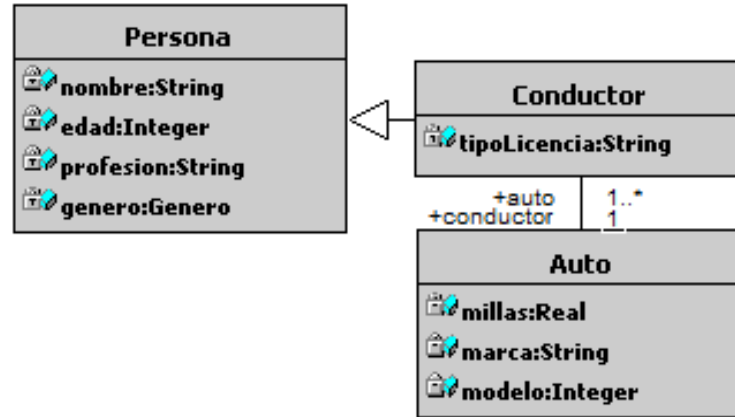 Persona
nombre:String
edad:Integer
profesion:String
genero:Genero
Conductor
tipoLicencia:String
+auto 1..*
+conductor 1
Auto
millas:Real
marca:String
modelo:Integer